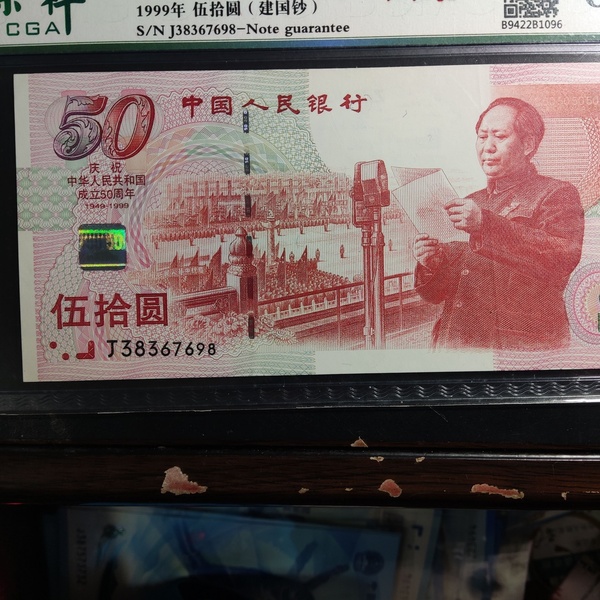 1999年 伍拾圆（建国钞）
CGA
S/N J38367698-Note guarantee
B9422B1096
50
中国人民银行
庆祝
中华人民共和国
成立50周年
1949-1999
伍拾圆
J38367698